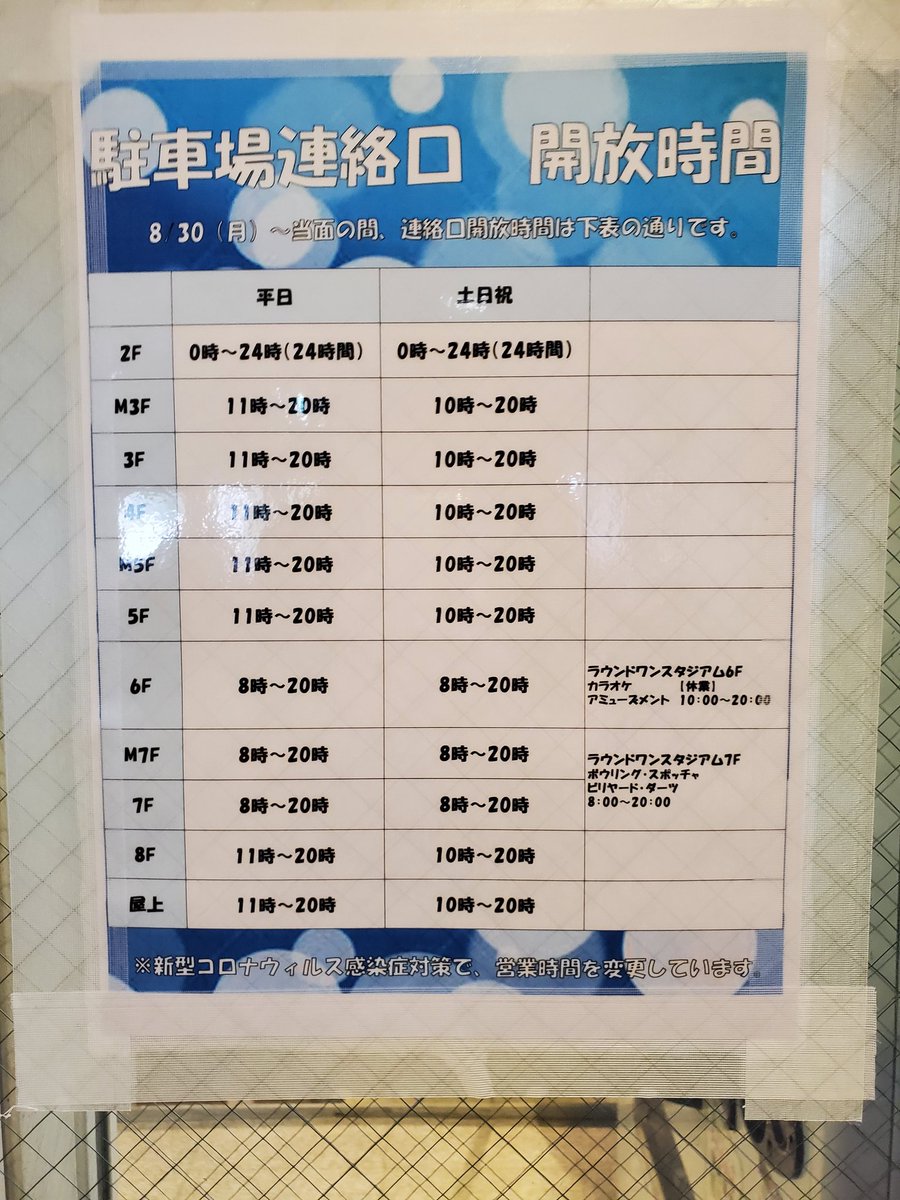 駐車場連絡口　開放時間
8/30（月）～当面の間、連絡口開放時間は下表の通りです。
平日　土日祝
2F　0時～24時(24時間)　0時～24時(24時間)
M3F　11時～20時　10時～20時
3F　11時～20時　10時～20時
4F　11時～20時　10時～20時
M5F　11時～20時　10時～20時
5F　11時～20時　10時～20時
6F　8時～20時　8時～20時
ラウンドワンスタジアム6F
カラオケ　【休業】
アミューズメント　10:00～20:00
M7F　8時～20時　8時～20時
7F　8時～20時　8時～20時
ラウンドワンスタジアム7F
ボウリング・スポッチャ
ビリヤード・ダーツ
8:00～20:00
8F　11時～20時　10時～20時
屋上　11時～20時　10時～20時
※新型コロナウィルス感染症対策で、営業時間を変更しています。